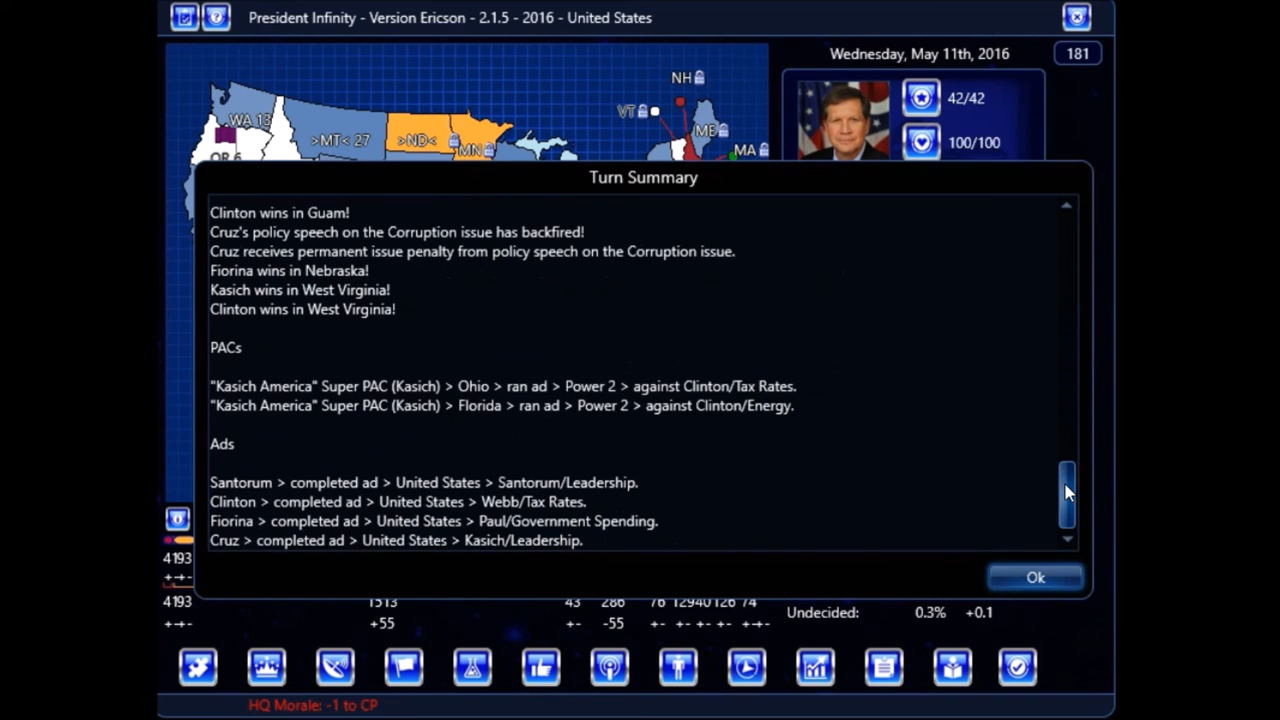 President Infinity - Version Ericson - 2.1.5 - 2016 - United States
Wednesday, May 11th, 2016
181
NH
42/42
VT
WA 13
>MT< 27
>ND<
MN
ME
MA
100/100
OR 6
Turn Summary
Clinton wins in Guam!
Cruz's policy speech on the Corruption issue has backfired!
Cruz receives permanent issue penalty from policy speech on the Corruption issue.
Fiorina wins in Nebraska!
Kasich wins in West Virginia!
Clinton wins in West Virginia!
PACs
"Kasich America" Super PAC (Kasich) > Ohio > ran ad > Power 2 > against Clinton/Tax Rates.
"Kasich America" Super PAC (Kasich) > Florida > ran ad > Power 2 > against Clinton/Energy.
Ads
Santorum > completed ad > United States > Santorum/Leadership.
Clinton > completed ad > United States > Webb/Tax Rates.
Fiorina > completed ad > United States > Paul/Government Spending.
Cruz > completed ad > United States > Kasich/Leadership.
4193
Ok
4193 1513 43 286 76 12940126 74
Undecided: 0.3% +0.1
+55 +- -55 +- +- +-
HQ Morale: -1 to CP